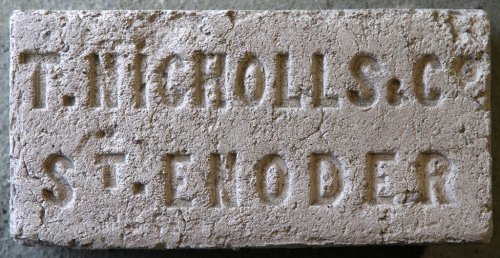 T. NICHOLLS & Co
ST. ENODER